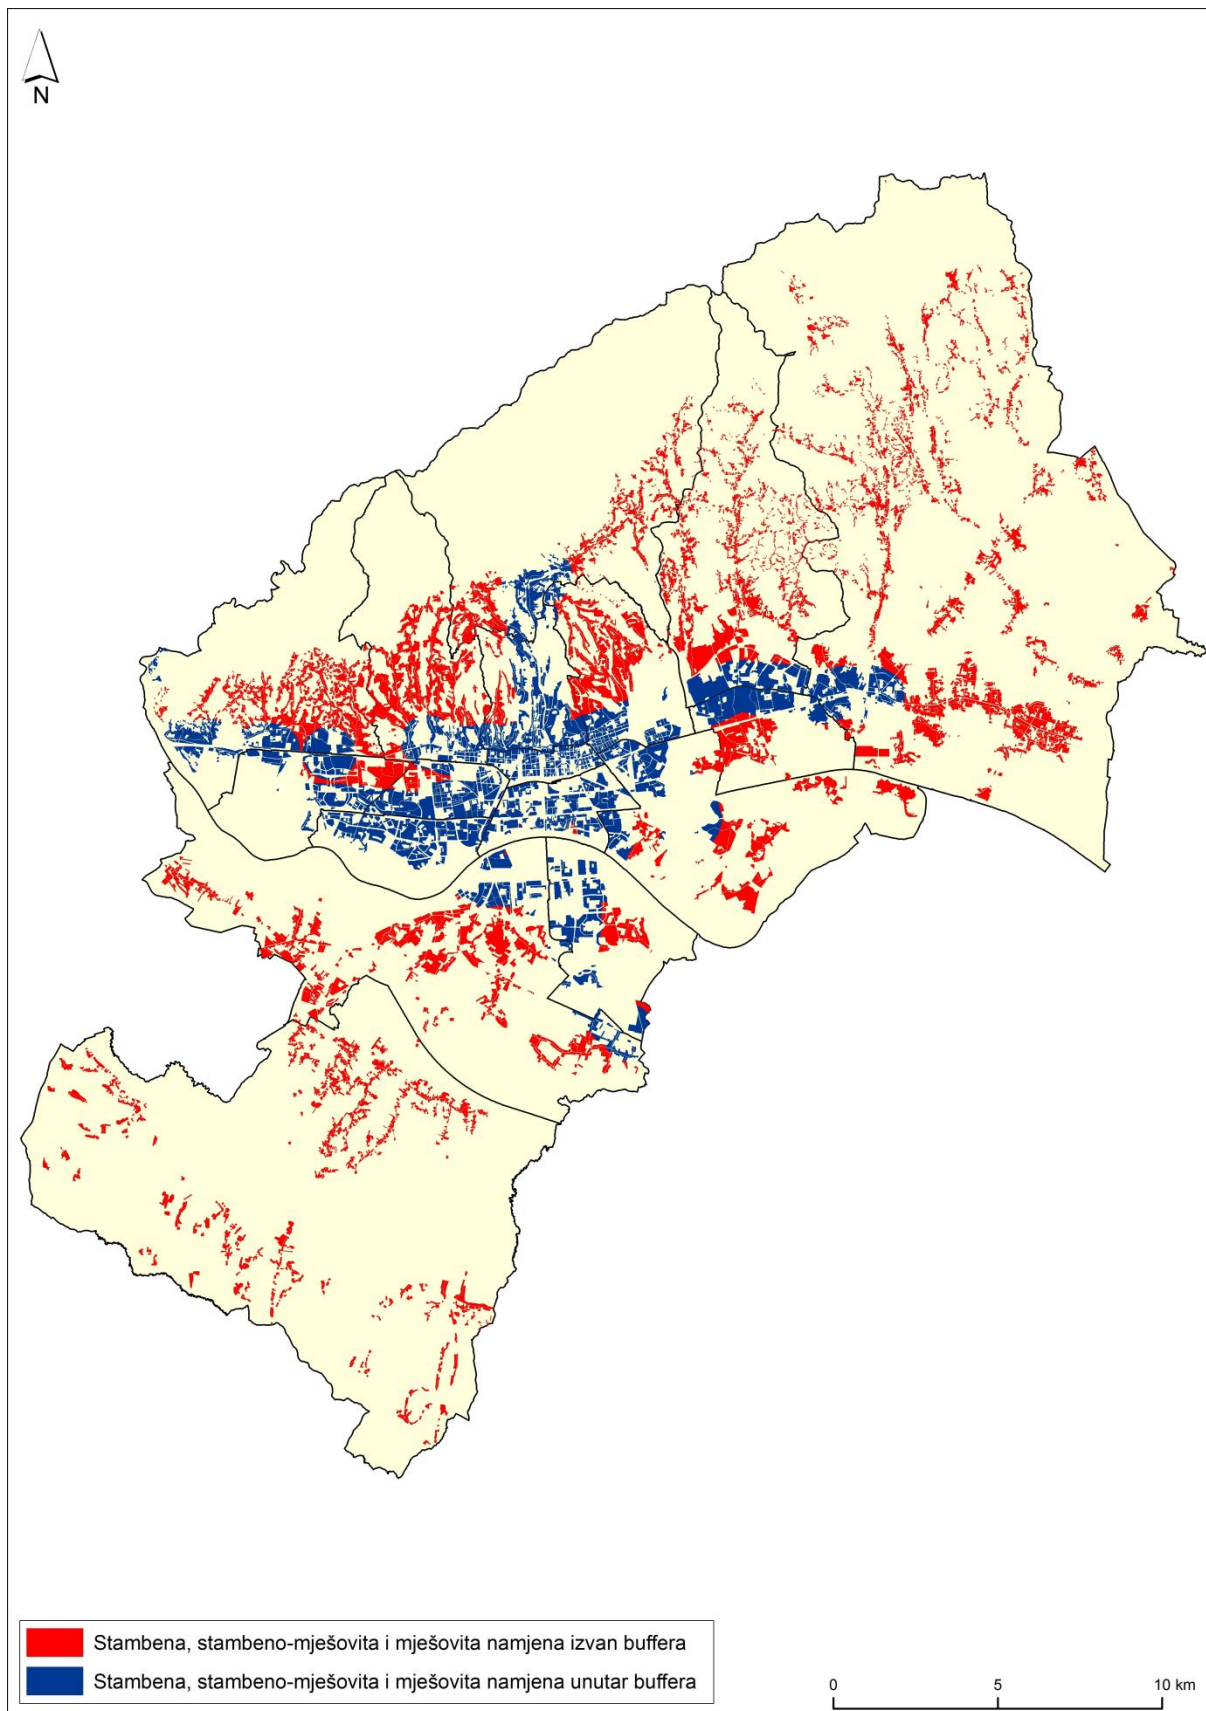 N
Stambena, stambeno-mješovita i mješovita namjena izvan buffera
Stambena, stambeno-mješovita i mješovita namjena unutar buffera
0 5 10 km